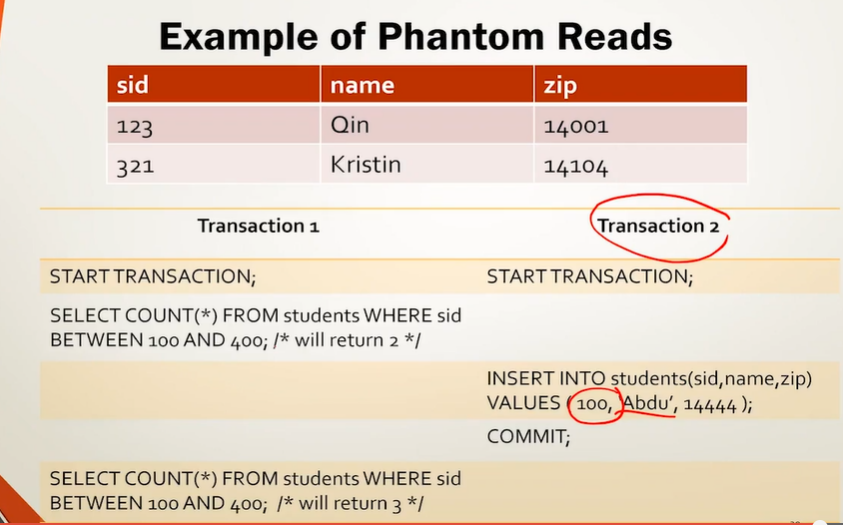 Example of Phantom Reads
sid name zip
123 Qin 14001
321 Kristin 14104
Transaction 1 Transaction 2
START TRANSACTION; START TRANSACTION;
SELECT COUNT(*) FROM students WHERE sid
BETWEEN 100 AND 400; /* will return 2 */
INSERT INTO students(sid,name,zip)
VALUES ( 100, 'Abdu', 14444 );
COMMIT;
SELECT COUNT(*) FROM students WHERE sid
BETWEEN 100 AND 400; /* will return 3 */